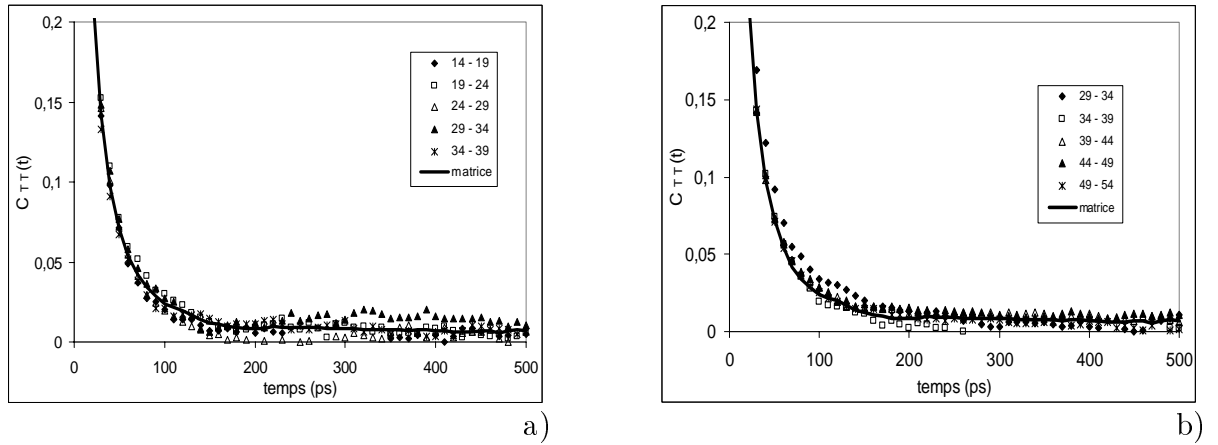 0,2
0,15
0,1
0,05
0
C TT (t)
14 - 19
19 - 24
24 - 29
29 - 34
34 - 39
matrice
0 100 200 300 400 500
temps (ps)
a)
0,2
0,15
0,1
0,05
0
C TT (t)
29 - 34
34 - 39
39 - 44
44 - 49
49 - 54
matrice
0 100 200 300 400 500
temps (ps)
b)